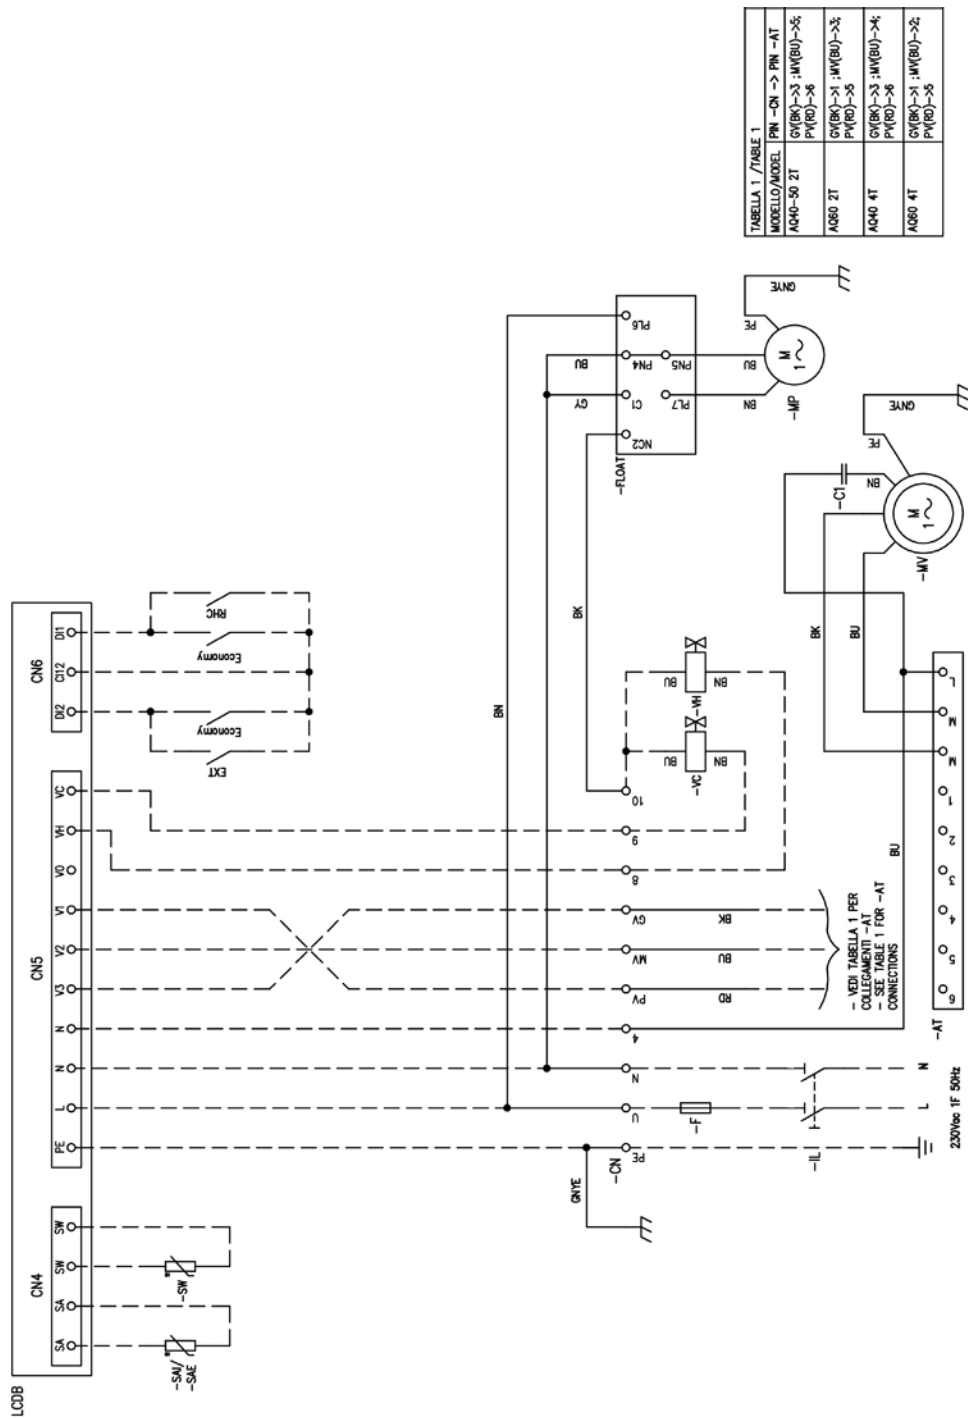 LCDB
CN4
SA
SA
SW
SW
CN5
PE
L
N
N
V3
V2
V1
V0
VH
VC
CN6
DI2
CI12
DI1
-SAI/
-SAE
-SW
EXT
Economy
Economy
RHC
BN
BK
GY
BU
-FLOAT
NC2
C1
PN4
PL6
PL7
PN5
BN
BU
-MP
M
1
PE
GNYE
GNYE
-CN
PE
U
N
4
PV
MV
GV
8
9
10
RD
BU
BK
-VC
-VH
BU
BN
BU
BN
-F
-IL
L
N
230Vac 1F 50Hz
- VEDI TABELLA 1 PER
COLLEGAMENTI -AT
- SEE TABLE 1 FOR -AT
CONNECTIONS
BU
BK
BU
-C1
BN
PE
GNYE
-MV
M
1
-AT
6
5
4
3
2
1
M
M
L
TABELLA 1 /TABLE 1
MODELLO/MODEL PIN -CN -> PIN -AT
AQ40-50 2T GV(BK)->3 ;MV(BU)->5;
PV(RD)->6
AQ60 2T GV(BK)->1 ;MV(BU)->3;
PV(RD)->5
AQ40 4T GV(BK)->3 ;MV(BU)->4;
PV(RD)->6
AQ60 4T GV(BK)->1 ;MV(BU)->2;
PV(RD)->5